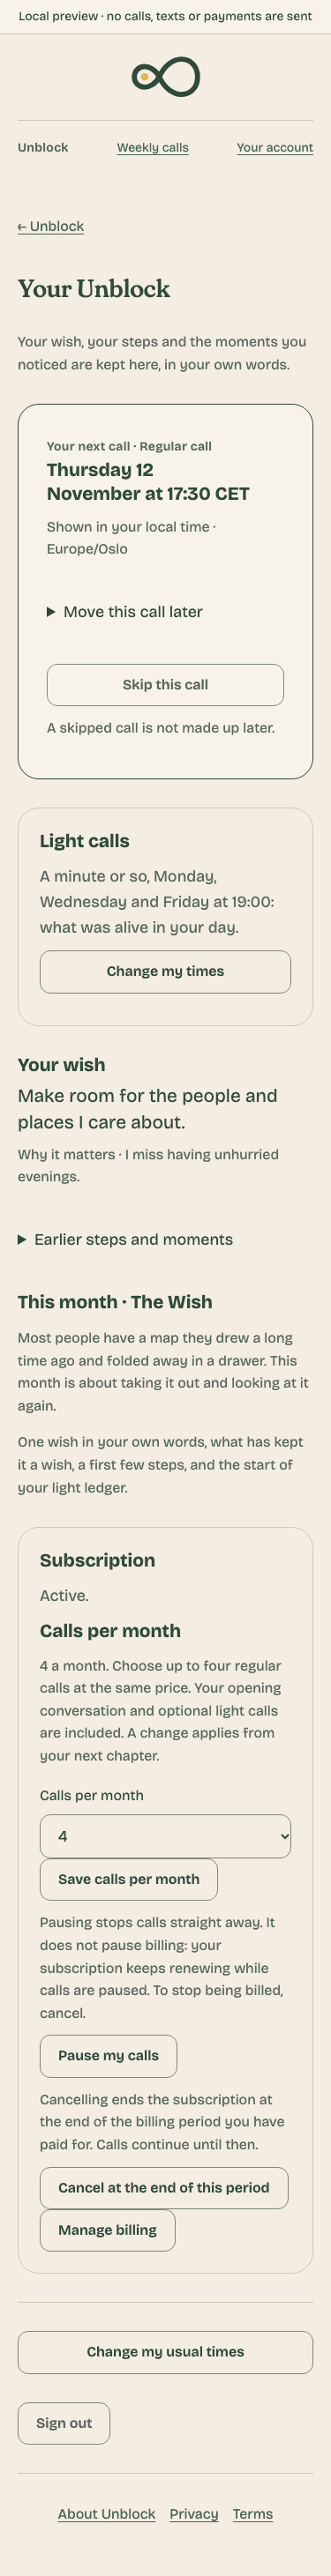 Local preview · no calls, texts or payments are sent
Unblock
Weekly calls
Your account
← Unblock
Your Unblock
Your wish, your steps and the moments you
noticed are kept here, in your own words.
Your next call · Regular call
Thursday 12
November at 17:30 CET
Shown in your local time ·
Europe/Oslo
Move this call later
Skip this call
A skipped call is not made up later.
Light calls
A minute or so, Monday,
Wednesday and Friday at 19:00:
what was alive in your day.
Change my times
Your wish
Make room for the people and
places I care about.
Why it matters · I miss having unhurried
evenings.
Earlier steps and moments
This month · The Wish
Most people have a map they drew a long
time ago and folded away in a drawer. This
month is about taking it out and looking at it
again.
One wish in your own words, what has kept
it a wish, a first few steps, and the start of
your light ledger.
Subscription
Active.
Calls per month
4 a month. Choose up to four regular
calls at the same price. Your opening
conversation and optional light calls
are included. A change applies from
your next chapter.
Calls per month
4
Save calls per month
Pausing stops calls straight away. It
does not pause billing: your
subscription keeps renewing while
calls are paused. To stop being billed,
cancel.
Pause my calls
Cancelling ends the subscription at
the end of the billing period you have
paid for. Calls continue until then.
Cancel at the end of this period
Manage billing
Change my usual times
Sign out
About Unblock
Privacy
Terms